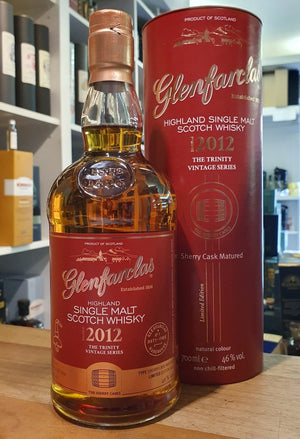 PRODUCT OF SCOTLAND
Glenfarclas
Established 1836
HIGHLAND SINGLE MALT
SCOTCH WHISKY
2012
THE TRINITY
VINTAGE SERIES
Sherry Cask Matured
Limited Edition
natural colour
700ml e 46% vol
non chill-filtered
PRODUCT OF SCOTLAND
Glenfarclas
Established 1836
HIGHLAND
SINGLE MALT
SCOTCH WHISKY
2012
THE TRINITY
VINTAGE SERIES